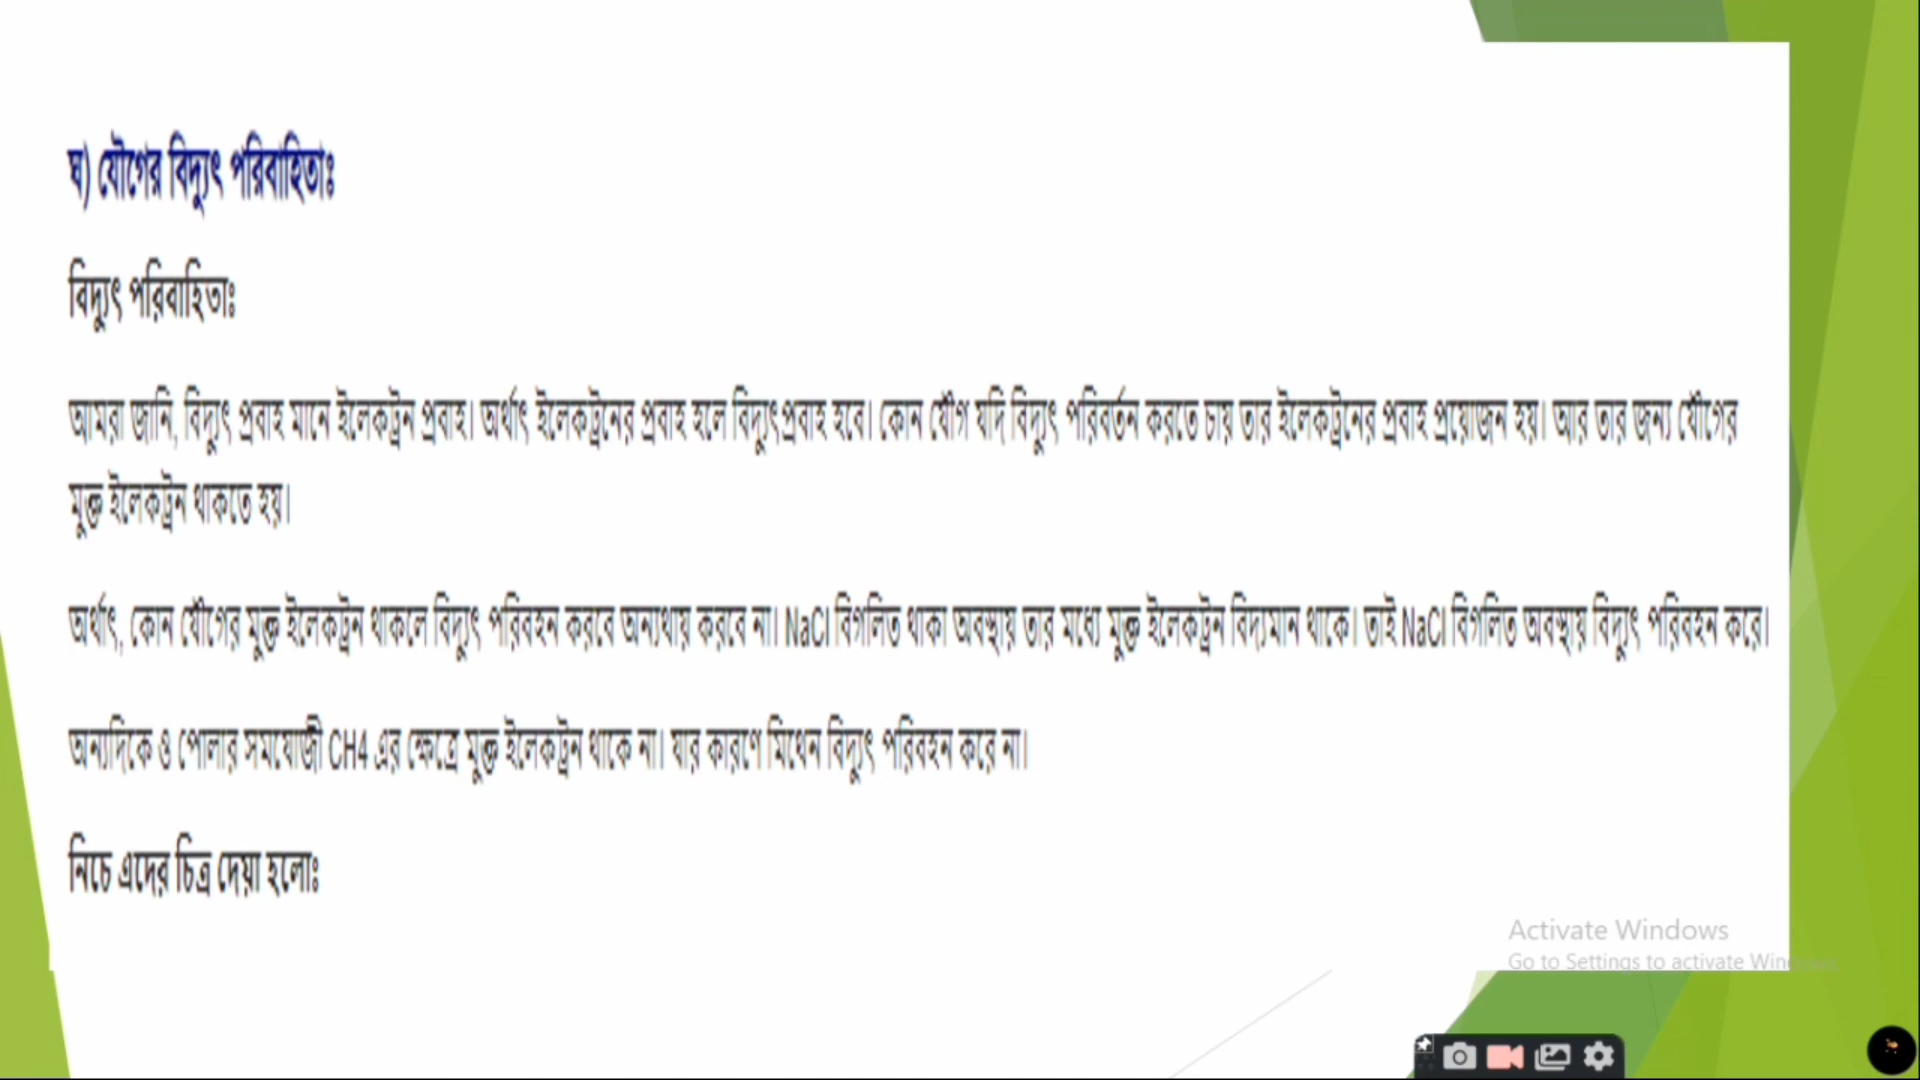 ঘ) যৌগের বিদ্যুৎ পরিবাহিতাঃ
বিদ্যুৎ পরিবাহিতাঃ
আমরা জানি, বিদ্যুৎ প্রবাহ মানে ইলেকট্রন প্রবাহ। অর্থাৎ ইলেকট্রনের প্রবাহ হলে বিদ্যুৎপ্রবাহ হবে। কোন যৌগ যদি বিদ্যুৎ পরিবর্তন করতে চায় তার ইলেকট্রনের প্রবাহ প্রয়োজন হয়। আর তার জন্য যৌগের
মুক্ত ইলেকট্রন থাকতে হয়।
অর্থাৎ, কোন যৌগের মুক্ত ইলেকট্রন থাকলে বিদ্যুৎ পরিবহন করবে অন্যথায় করবে না। NaCl বিগলিত থাকা অবস্থায় তার মধ্যে মুক্ত ইলেকট্রন বিদ্যমান থাকে। তাই NaCl বিগলিত অবস্থায় বিদ্যুৎ পরিবহন করে।
অন্যদিকে ও পোলার সমযোজী CH4 এর ক্ষেত্রে মুক্ত ইলেকট্রন থাকে না। যার কারণে মিথেন বিদ্যুৎ পরিবহন করে না।
নিচে এদের চিত্র দেয়া হলোঃ
Activate Windows
Go to Settings to activate Windows